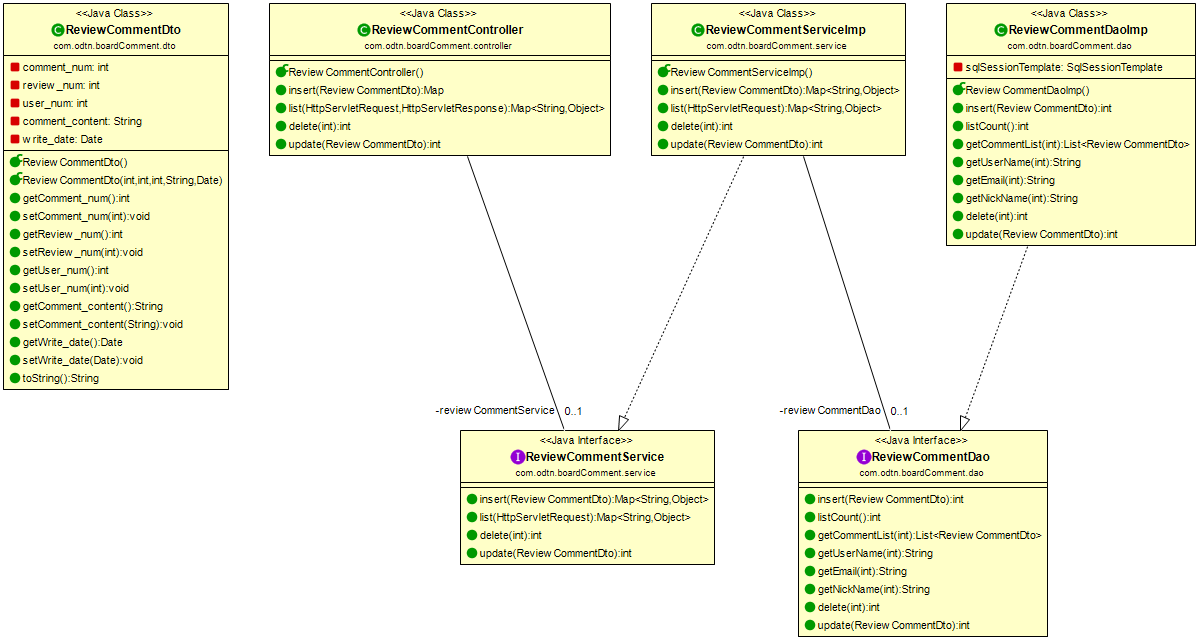 <<Java Class>>
ReviewCommentDto
com.odtn.boardComment.dto
comment_num: int
review_num: int
user_num: int
comment_content: String
write_date: Date
ReviewCommentDto()
ReviewCommentDto(int,int,int,String,Date)
getComment_num():int
setComment_num(int):void
getReview_num():int
setReview_num(int):void
getUser_num():int
setUser_num(int):void
getComment_content():String
setComment_content(String):void
getWrite_date():Date
setWrite_date(Date):void
toString():String
<<Java Class>>
ReviewCommentController
com.odtn.boardComment.controller
ReviewCommentController()
insert(ReviewCommentDto):Map
list(HttpServletRequest,HttpServletResponse):Map<String,Object>
delete(int):int
update(ReviewCommentDto):int
<<Java Class>>
ReviewCommentServiceImp
com.odtn.boardComment.service
ReviewCommentServiceImp()
insert(ReviewCommentDto):Map<String,Object>
list(HttpServletRequest):Map<String,Object>
delete(int):int
update(ReviewCommentDto):int
<<Java Class>>
ReviewCommentDaoImp
com.odtn.boardComment.dao
sqlSessionTemplate: SqlSessionTemplate
ReviewCommentDaoImp()
insert(ReviewCommentDto):int
listCount():int
getCommentList(int):List<ReviewCommentDto>
getUserName(int):String
getEmail(int):String
getNickName(int):String
delete(int):int
update(ReviewCommentDto):int
-reviewCommentService 0..1
-reviewCommentDao 0..1
<<Java Interface>>
ReviewCommentService
com.odtn.boardComment.service
insert(ReviewCommentDto):Map<String,Object>
list(HttpServletRequest):Map<String,Object>
delete(int):int
update(ReviewCommentDto):int
<<Java Interface>>
ReviewCommentDao
com.odtn.boardComment.dao
insert(ReviewCommentDto):int
listCount():int
getCommentList(int):List<ReviewCommentDto>
getUserName(int):String
getEmail(int):String
getNickName(int):String
delete(int):int
update(ReviewCommentDto):int